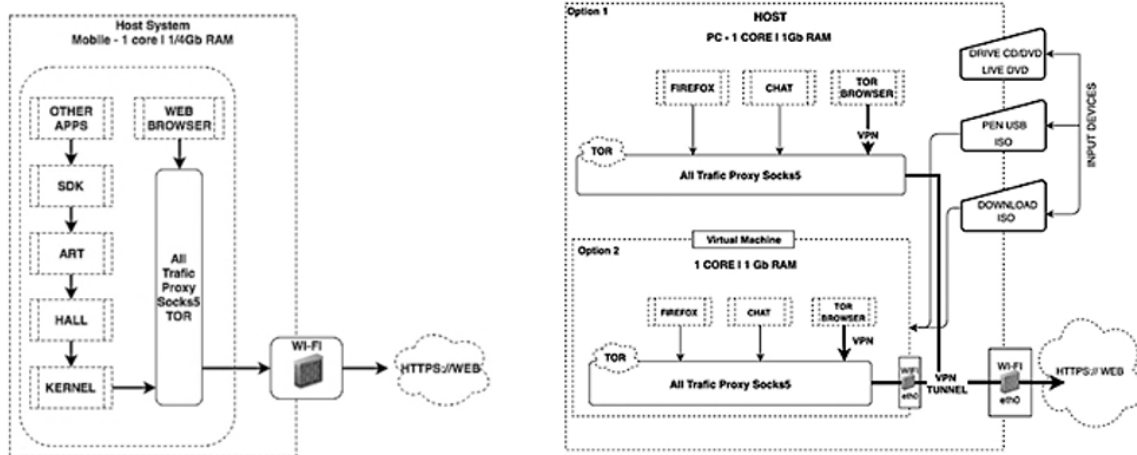 Host System
Mobile - 1 core | 1/4Gb RAM
OTHER
APPS
WEB
BROWSER
SDK
ART
HALL
KERNEL
All
Trafic
Proxy
Socks5
TOR
WI-FI
HTTPS://WEB
Option 1
HOST
PC - 1 CORE | 1Gb RAM
FIREFOX
CHAT
TOR
BROWSER
VPN
TOR
All Trafic Proxy Socks5
DRIVE CD/DVD
LIVE DVD
PEN USB
ISO
DOWNLOAD
ISO
INPUT DEVICES
Virtual Machine
Option 2
1 CORE | 1 Gb RAM
FIREFOX
CHAT
TOR
BROWSER
VPN
TOR
All Trafic Proxy Socks5
WIFI
eth0
VPN
TUNNEL
WI-FI
eth0
HTTPS:// WEB